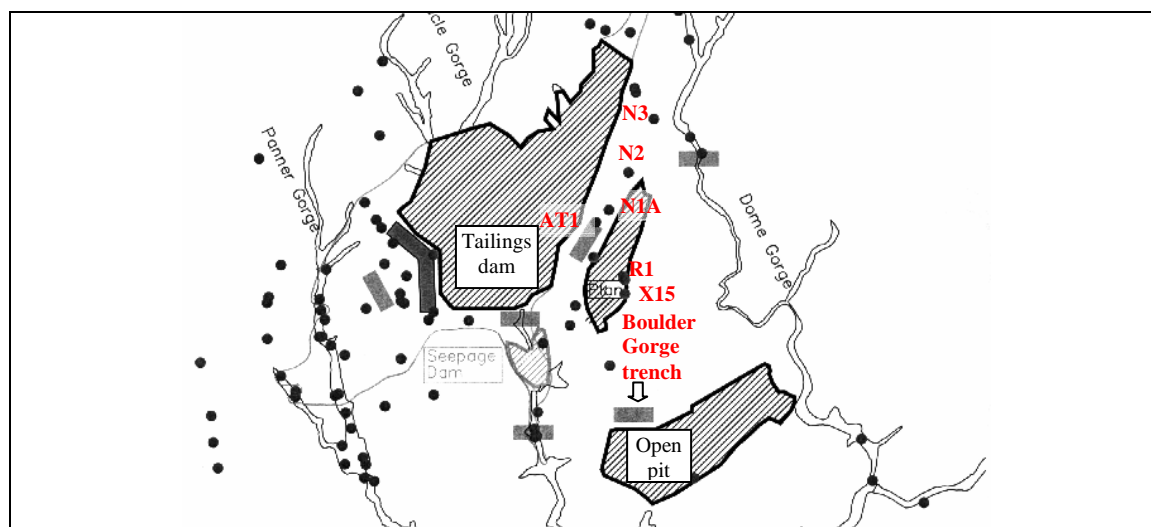 cle Gorge
N3
Panner Gorge
N2
Dome Gorge
N1A
AT1
Tailings
dam
R1
Plan
X15
Boulder
Gorge
trench
Seepage
Dam
Open
pit